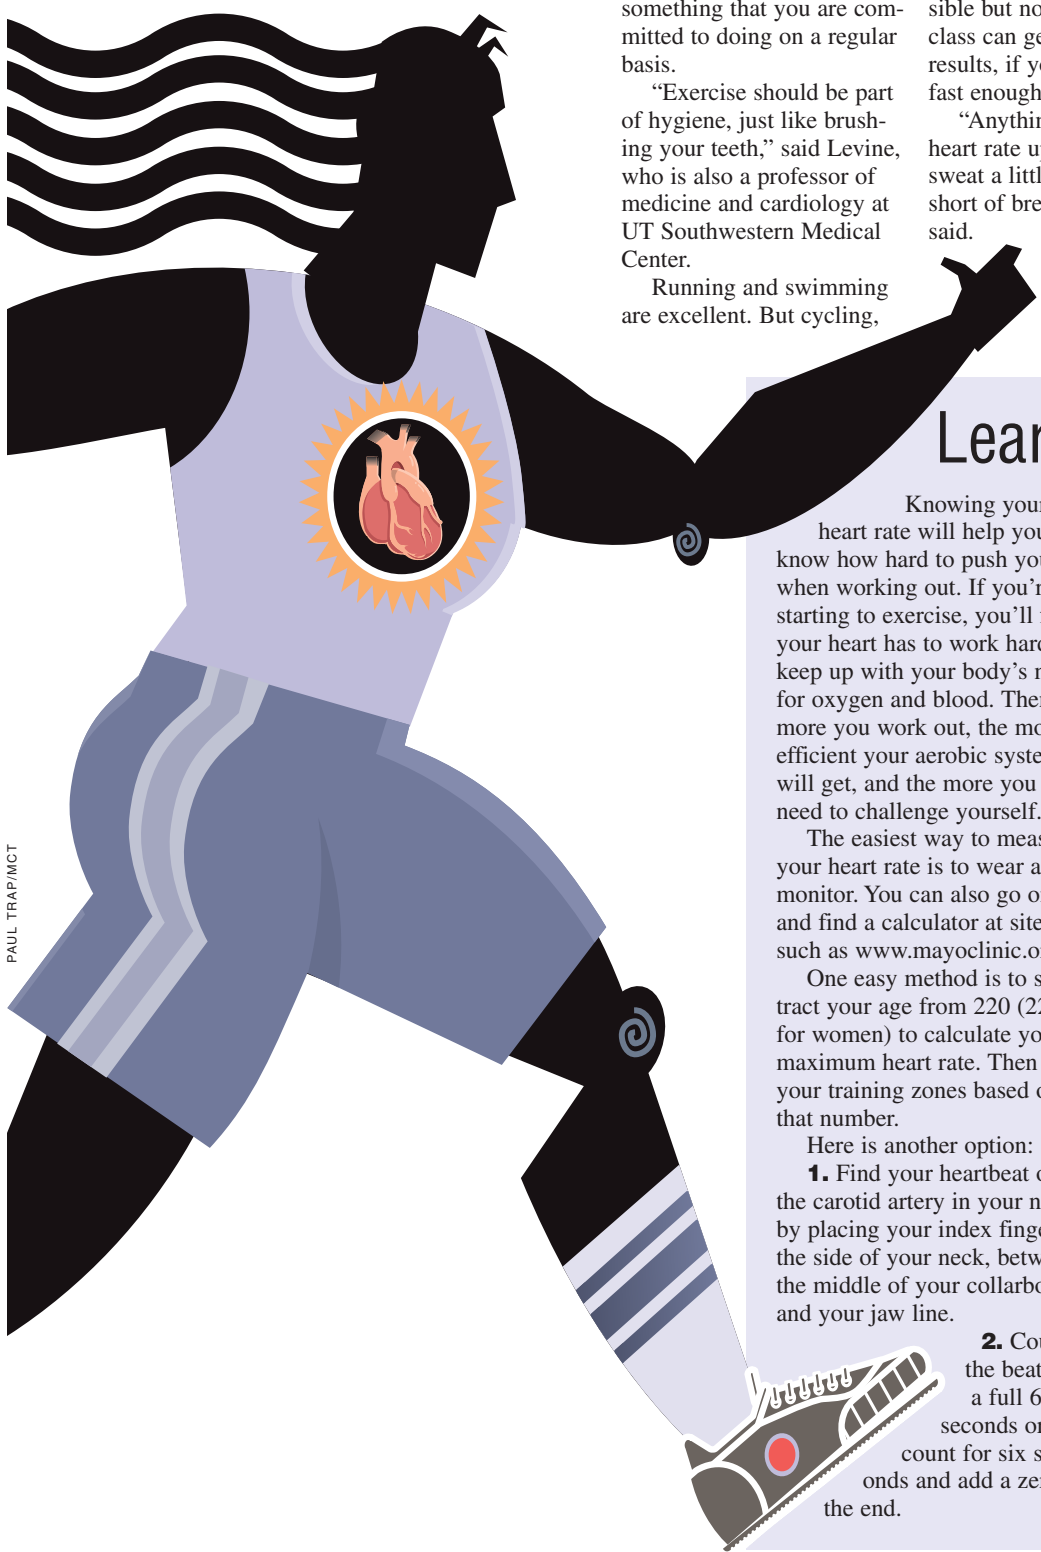 something that you are com-
mitted to doing on a regular
basis.
“Exercise should be part
of hygiene, just like brush-
ing your teeth,” said Levine,
who is also a professor of
medicine and cardiology at
UT Southwestern Medical
Center.
Running and swimming
are excellent. But cycling,
sible but no
class can ge
results, if yo
fast enough
“Anythin
heart rate up
sweat a littl
short of bre
said.
Lear
Knowing your
heart rate will help you
know how hard to push you
when working out. If you’r
starting to exercise, you’ll
your heart has to work hard
keep up with your body’s n
for oxygen and blood. Ther
more you work out, the mo
efficient your aerobic syste
will get, and the more you
need to challenge yourself.
The easiest way to meas
your heart rate is to wear a
monitor. You can also go o
and find a calculator at site
such as www.mayoclinic.o
One easy method is to s
tract your age from 220 (22
for women) to calculate yo
maximum heart rate. Then
your training zones based o
that number.
Here is another option:
1. Find your heartbeat o
the carotid artery in your n
by placing your index finge
the side of your neck, betw
the middle of your collarbo
and your jaw line.
2. Cou
the beat
a full 6
seconds or
count for six s
onds and add a ze
the end.
PAUL TRAP/MCT